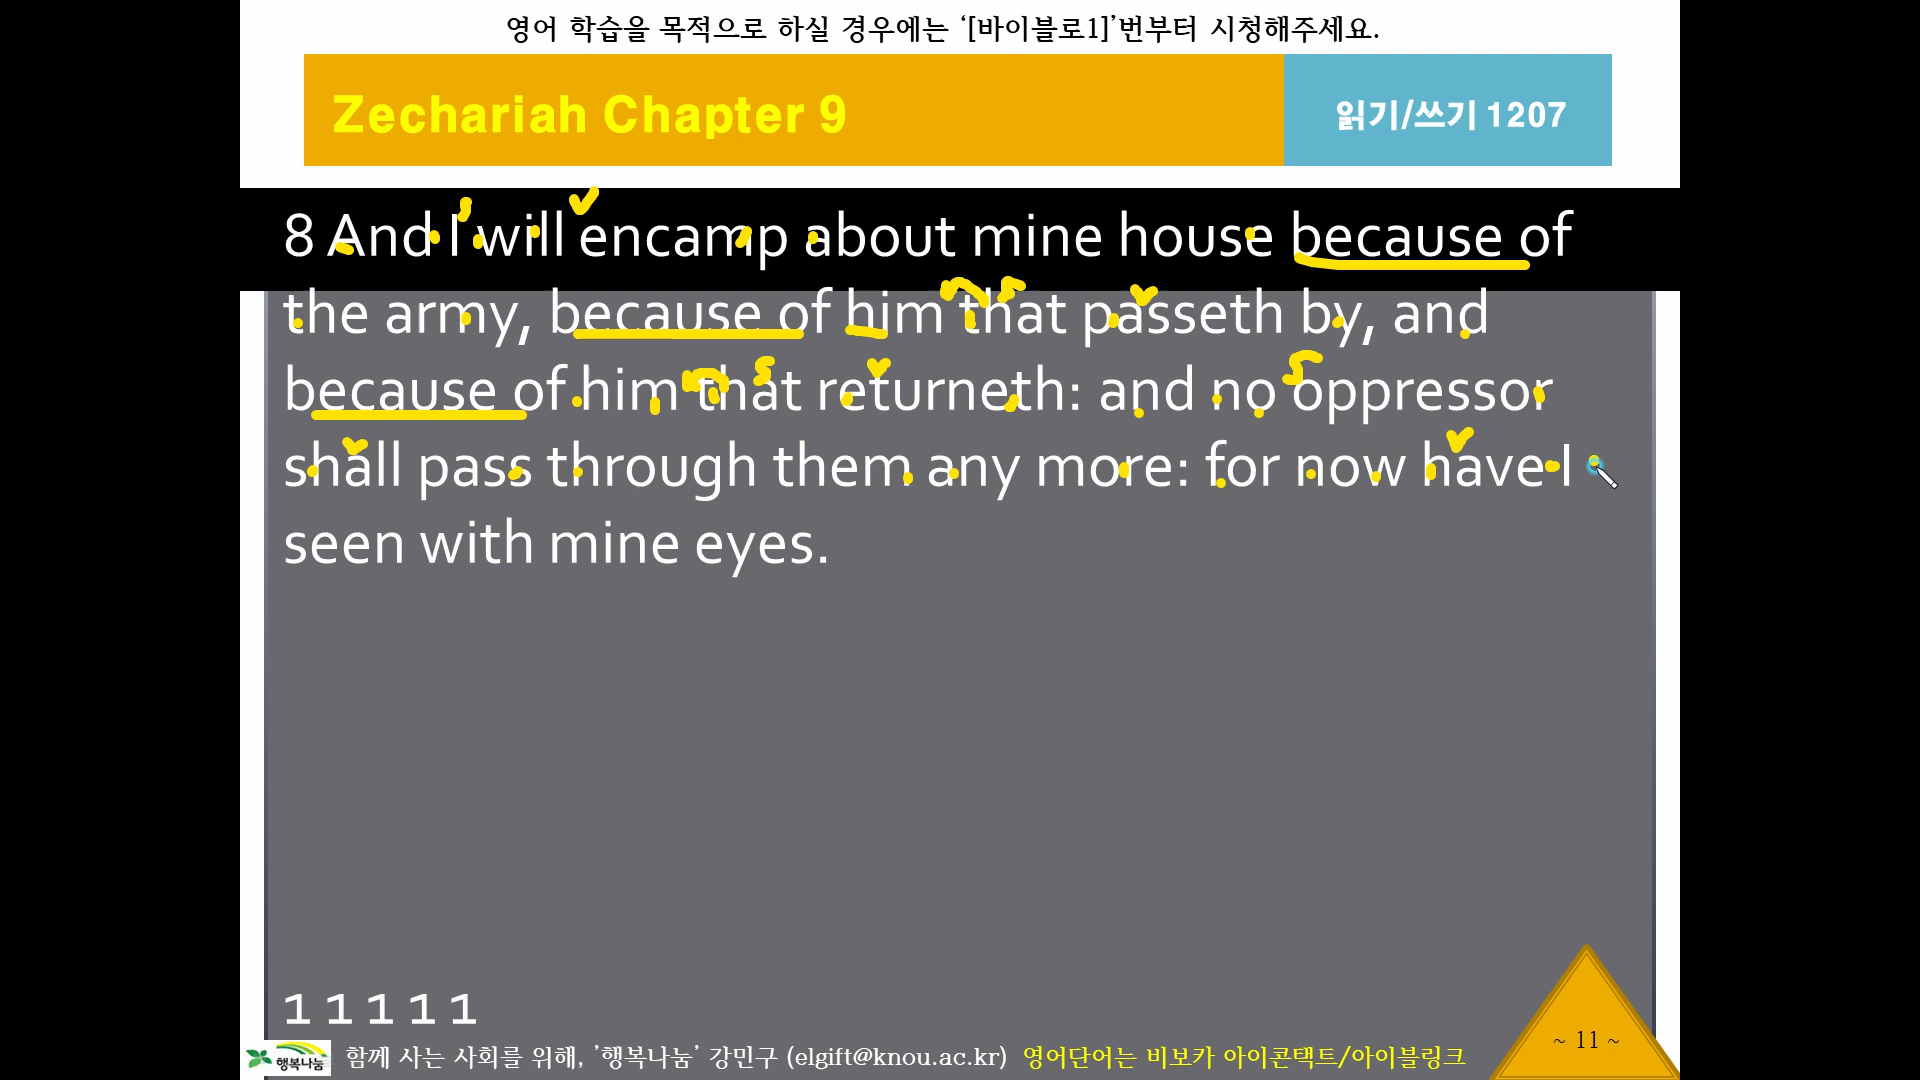 영어 학습을 목적으로 하실 경우에는 ‘[바이블로1]’번부터 시청해주세요.
Zechariah Chapter 9
읽기/쓰기 1207
8 And I will encamp about mine house because of
the army, because of him that passeth by, and
because of him that returneth: and no oppressor
shall pass through them any more: for now have I
seen with mine eyes.
1 1 1 1 1
행복나눔 함께 사는 사회를 위해, ’행복나눔’ 강민구 (elgift@knou.ac.kr) 영어단어는 비보카 아이콘택트/아이블링크
~ 11 ~